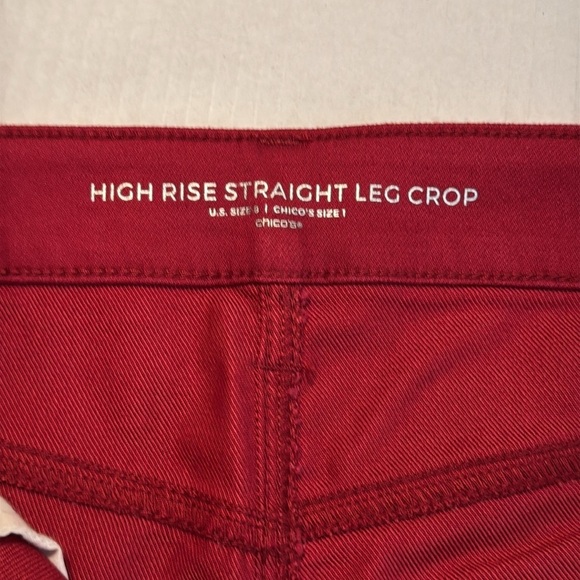 HIGH RISE STRAIGHT LEG CROP
U.S. SIZE 8 | CHICO'S SIZE 1
CHICO'S®